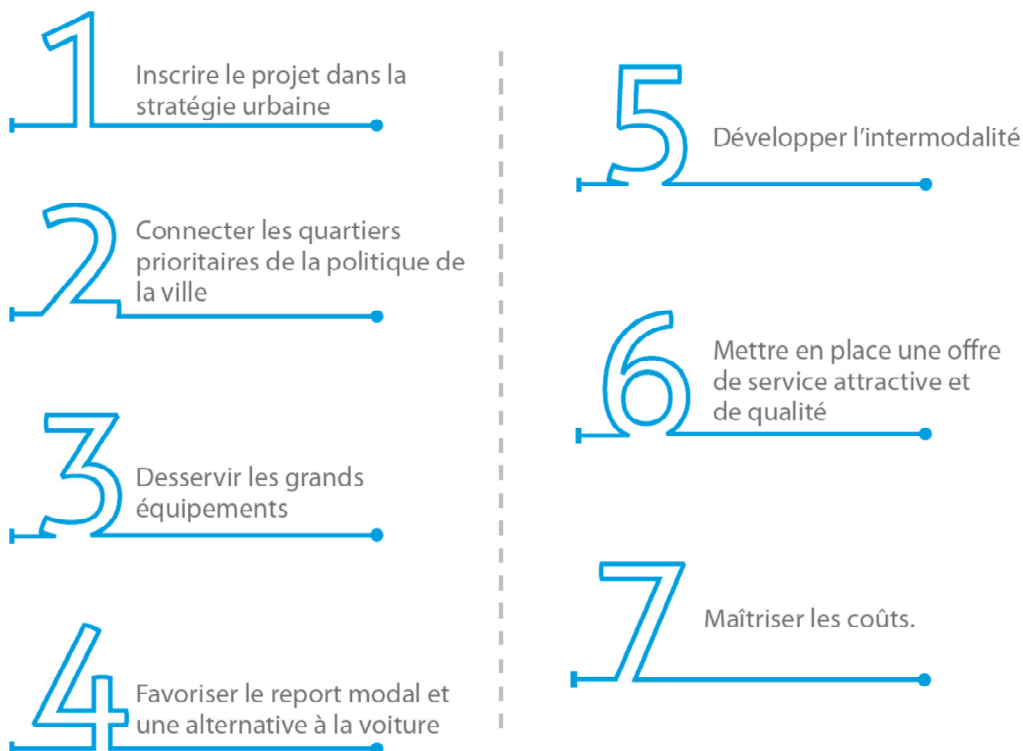 1
Inscrire le projet dans la
stratégie urbaine
2
Connecter les quartiers
prioritaires de la politique de
la ville
3
Desservir les grands
équipements
4
Favoriser le report modal et
une alternative à la voiture
5
Développer l'intermodalité
6
Mettre en place une offre
de service attractive et
de qualité
7
Maîtriser les coûts.